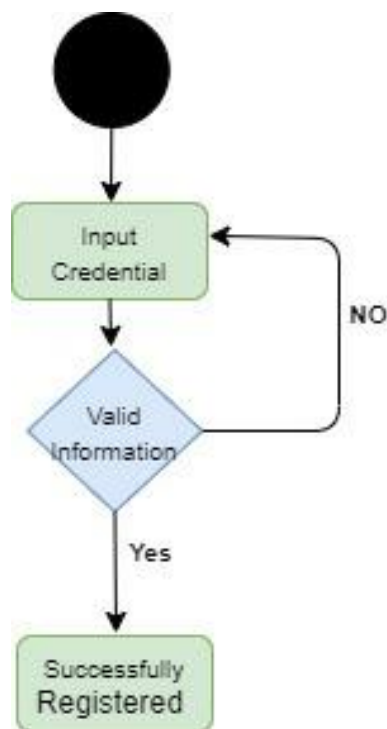 Input
Credential
NO
Valid
Information
Yes
Successfully
Registered